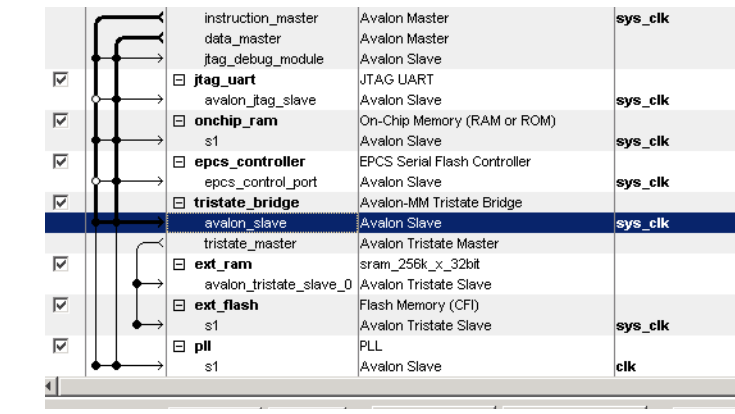 instruction_master Avalon Master sys_clk
data_master Avalon Master
jtag_debug_module Avalon Slave
jtag_uart JTAG UART
avalon_jtag_slave Avalon Slave sys_clk
onchip_ram On-Chip Memory (RAM or ROM)
s1 Avalon Slave sys_clk
epcs_controller EPCS Serial Flash Controller
epcs_control_port Avalon Slave sys_clk
tristate_bridge Avalon-MM Tristate Bridge
avalon_slave Avalon Slave sys_clk
tristate_master Avalon Tristate Master
ext_ram sram_256k_x_32bit
avalon_tristate_slave_0 Avalon Tristate Slave
ext_flash Flash Memory (CFI)
s1 Avalon Tristate Slave sys_clk
pll PLL
s1 Avalon Slave clk